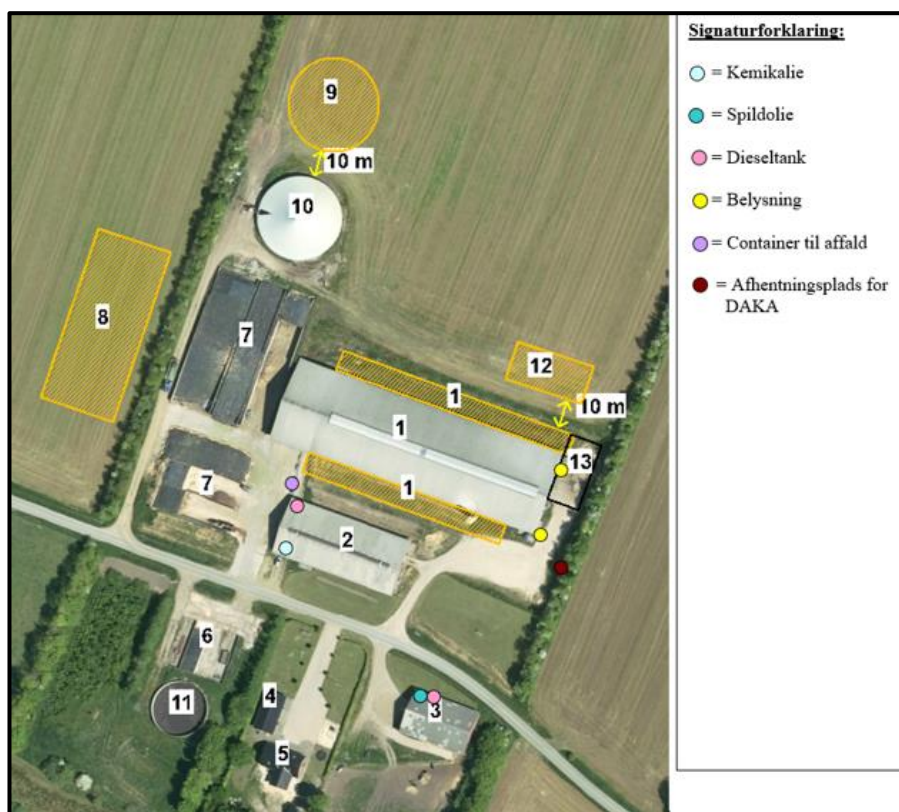 9
10 m
10
8
7
12
1
10 m
1
13
7
1
2
6
11
4
3
5
Signaturforklaring:
= Kemikalie
= Spildolie
= Dieseltank
= Belysning
= Container til affald
= Afhentningsplads for
DAKA